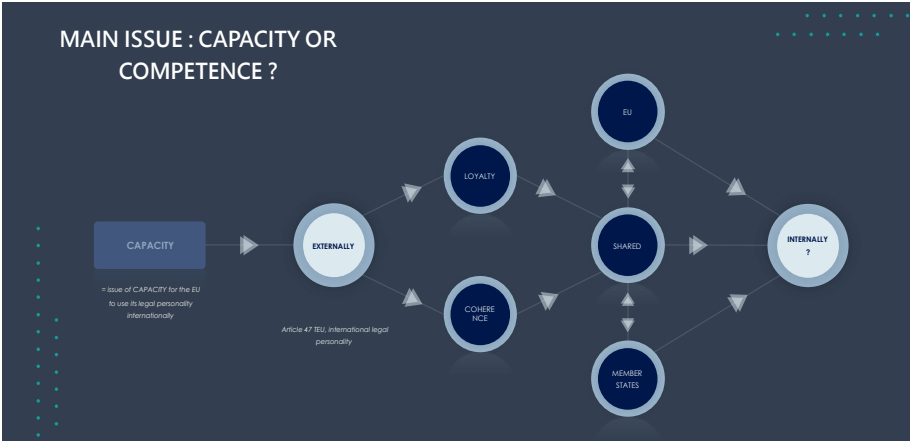 MAIN ISSUE : CAPACITY OR
COMPETENCE ?
EU
LOYALTY
CAPACITY
EXTERNALLY
SHARED
INTERNALLY
?
= issue of CAPACITY for the EU
to use its legal personality
internationally
COHERE
NCE
Article 47 TEU, international legal
personality
MEMBER
STATES